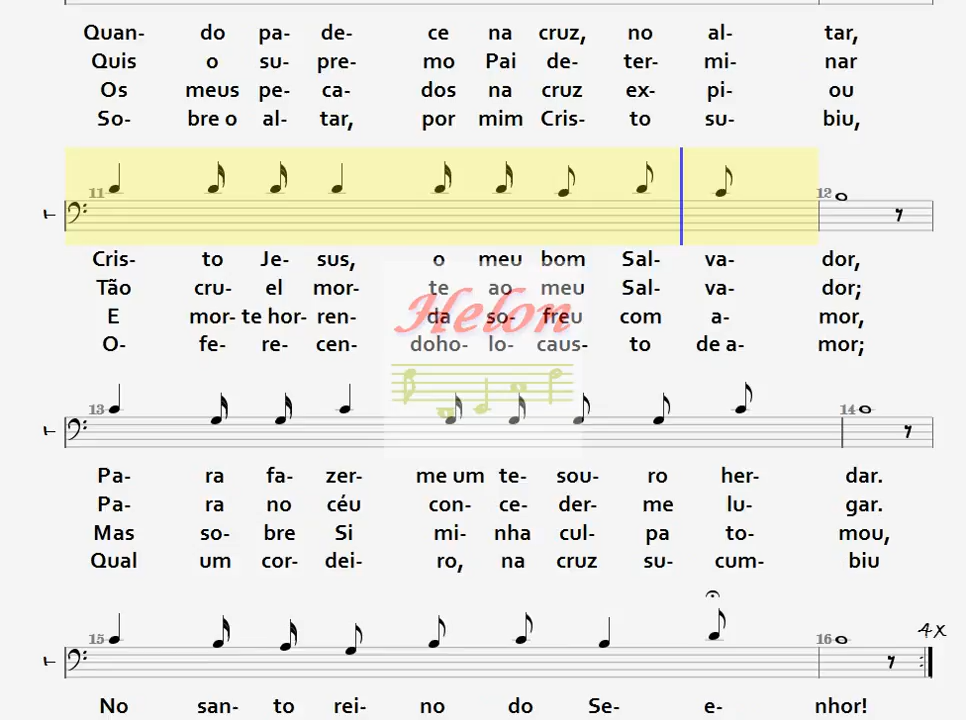 Quan- do pa- de- ce na cruz, no al- tar,
Quis o su- pre- mo Pai de- ter- mi- nar
Os meus pe- ca- dos na cruz ex- pi- ou
So- bre o al- tar, por mim Cris- to su- biu,
11 12
T
Cris- to Je- sus, o meu bom Sal- va- dor,
Tão cru- el mor- te ao meu Sal- va- dor;
E mor- te hor- ren- da so- freu com a- mor,
O- fe- re- cen- doho- lo- caus- to de a- mor;
Helon
13 14
T
Pa- ra fa- zer- me um te- sou- ro her- dar.
Pa- ra no céu con- ce- der- me lu- gar.
Mas so- bre Si mi- nha cul- pa to- mou,
Qual um cor- dei- ro, na cruz su- cum- biu
15 16 4x
T
No san- to rei- no do Se- e- nhor!